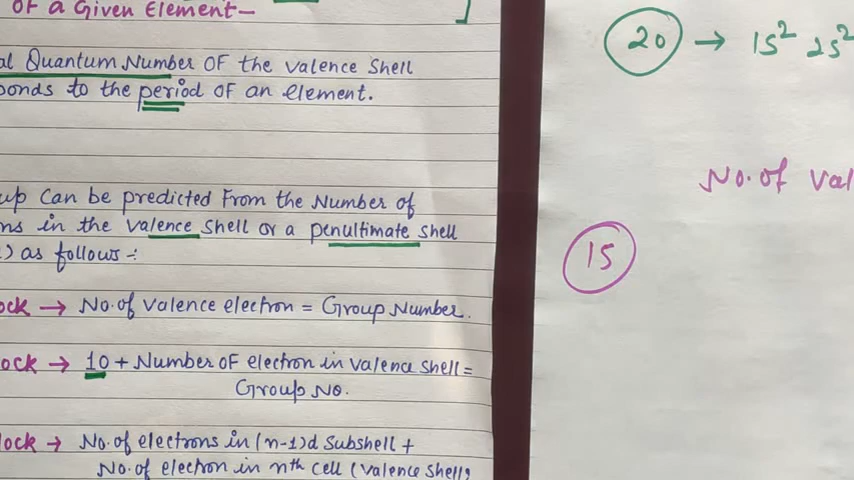 of a Given Element-
al Quantum Number of the valence shell
ponds to the period of an element.
up can be predicted from the Number of
ns in the valence shell or a penultimate shell
) as follows :-
ock → No. of valence electron = Group Number.
ock → 10 + Number of electron in valence shell =
Group No.
lock → No. of electrons in (n-1)d subshell +
No. of electron in nth cell (valence shell)
20 → 1s² 2s²
No. of val
15